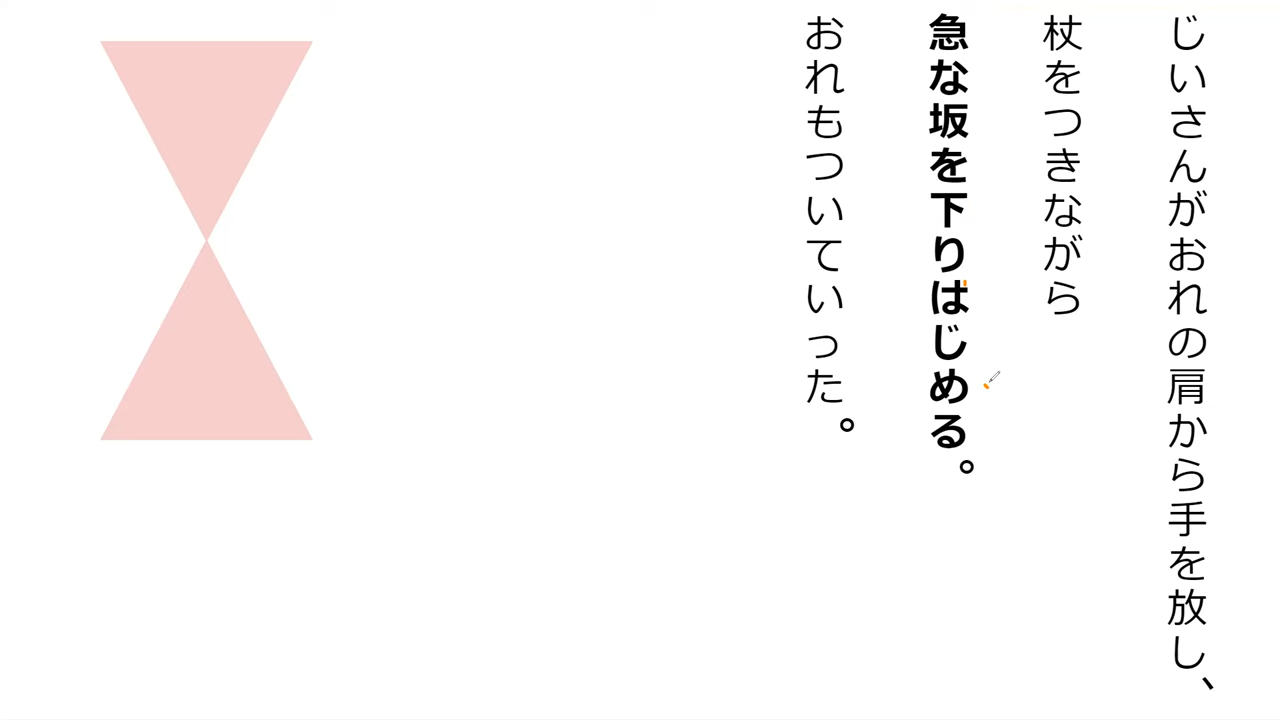 じいさんがおれの肩から手を放し、
杖をつきながら
急な坂を下りはじめる。
おれもついていった。